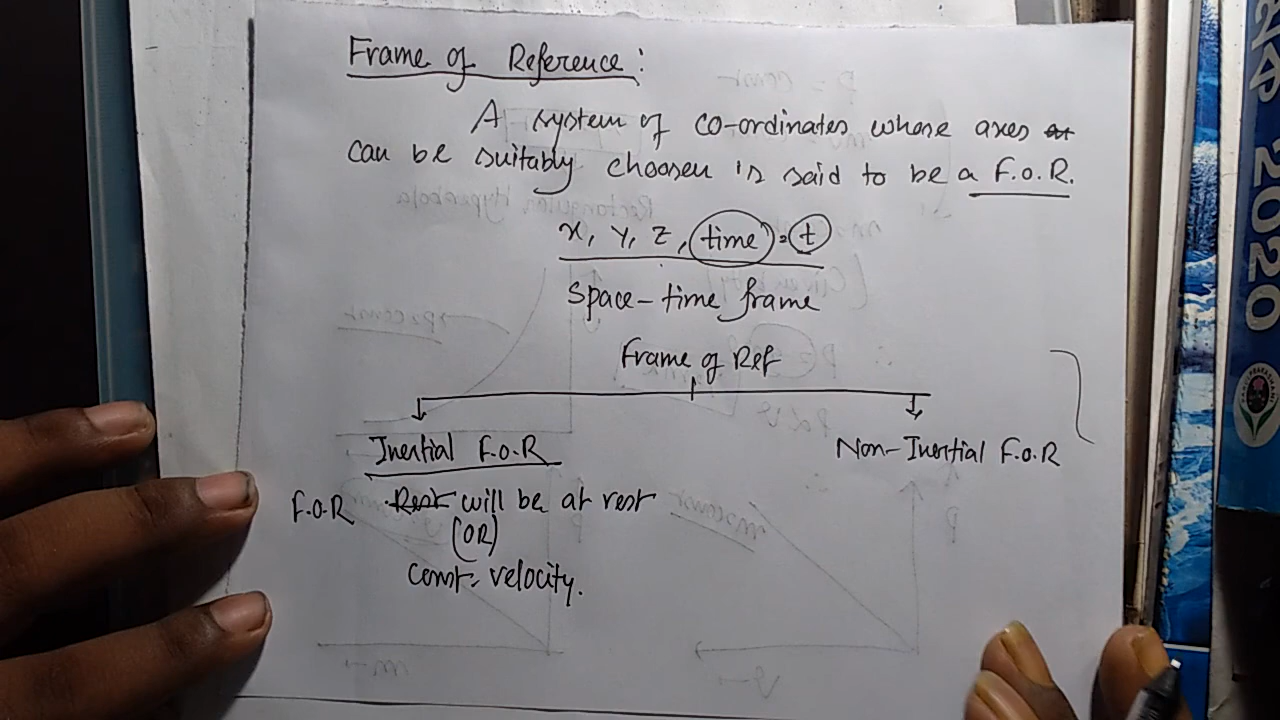 Frame of Reference:
A system of co-ordinates whose axes
can be suitably choosen is said to be a F.O.R.
x, y, z, time = t
Space-time frame
Frame of Ref
Inertial F.O.R
Non-Inertial F.O.R
F.O.R Rest will be at rest
(OR)
const. velocity.
2020